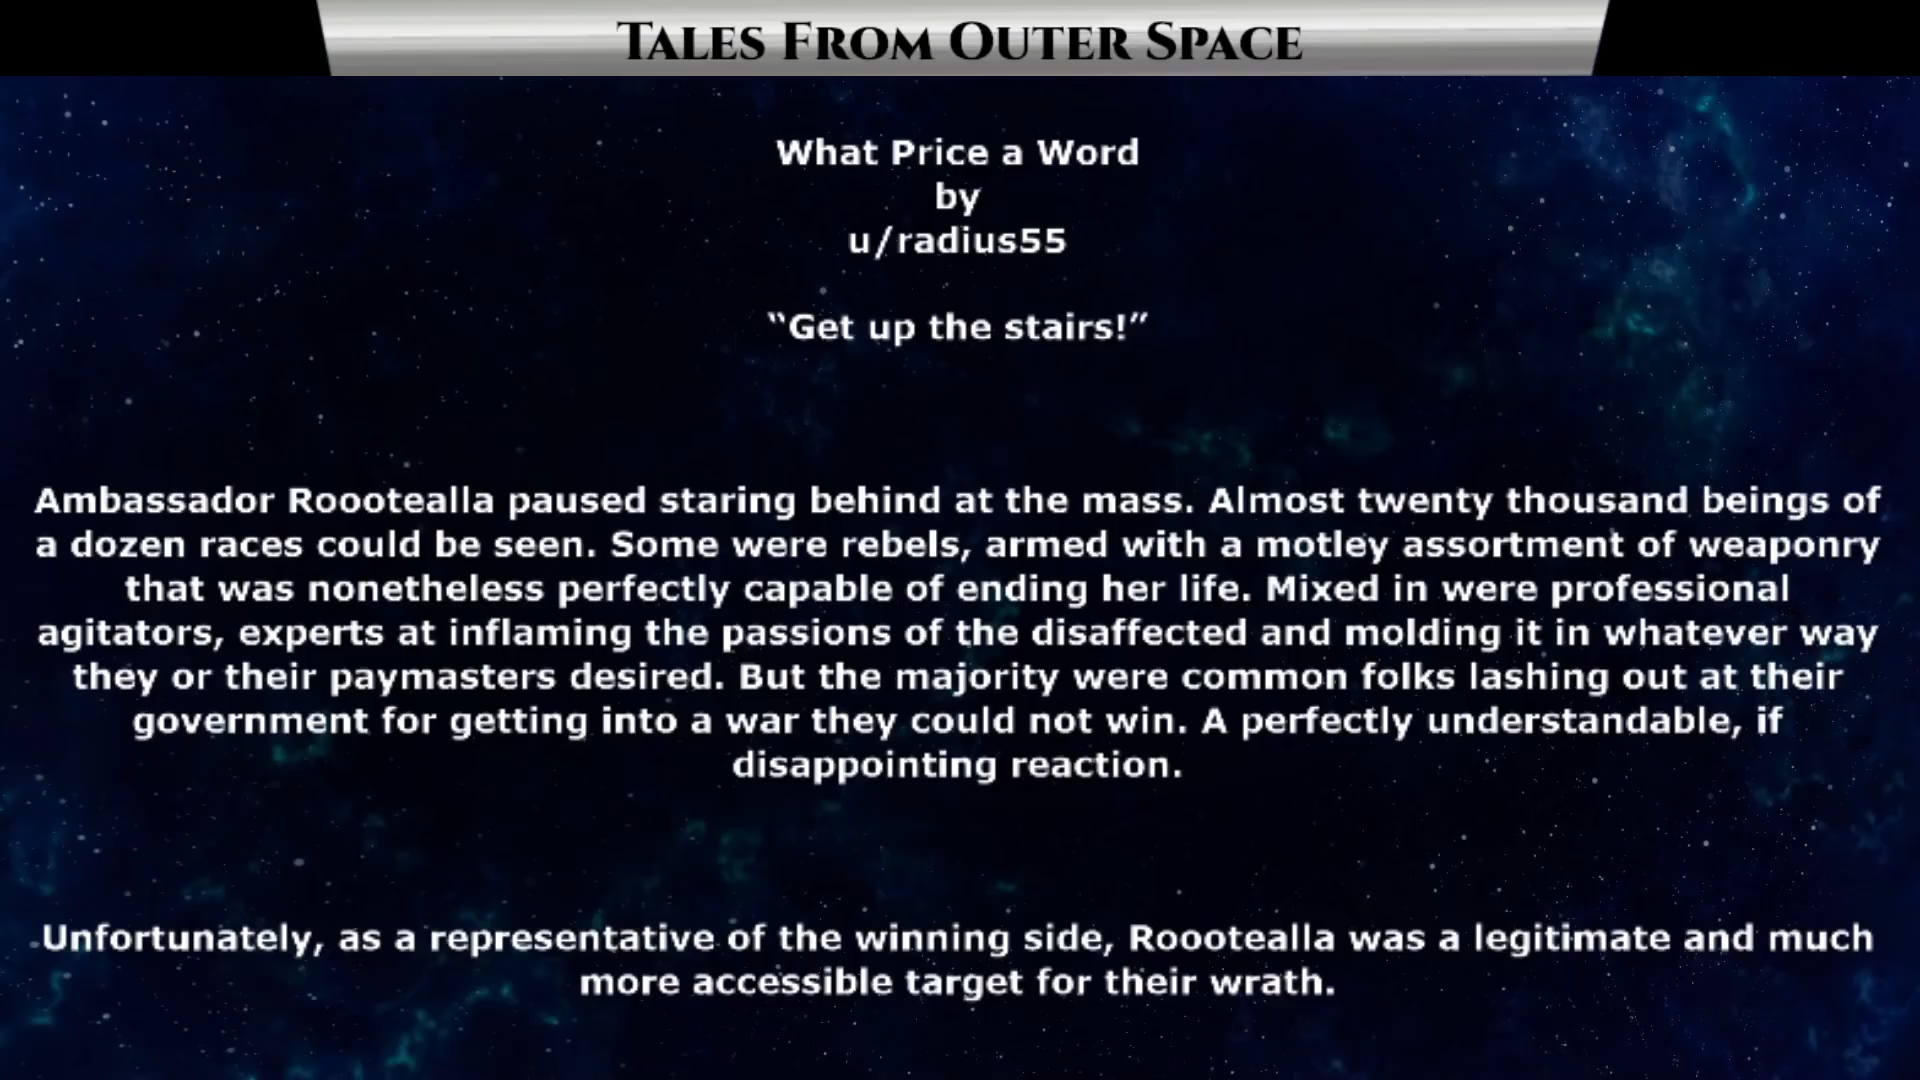 Tales From Outer Space
What Price a Word
by
u/radius55
“Get up the stairs!”
Ambassador Roootealla paused staring behind at the mass. Almost twenty thousand beings of
a dozen races could be seen. Some were rebels, armed with a motley assortment of weaponry
that was nonetheless perfectly capable of ending her life. Mixed in were professional
agitators, experts at inflaming the passions of the disaffected and molding it in whatever way
they or their paymasters desired. But the majority were common folks lashing out at their
government for getting into a war they could not win. A perfectly understandable, if
disappointing reaction.
Unfortunately, as a representative of the winning side, Roootealla was a legitimate and much
more accessible target for their wrath.